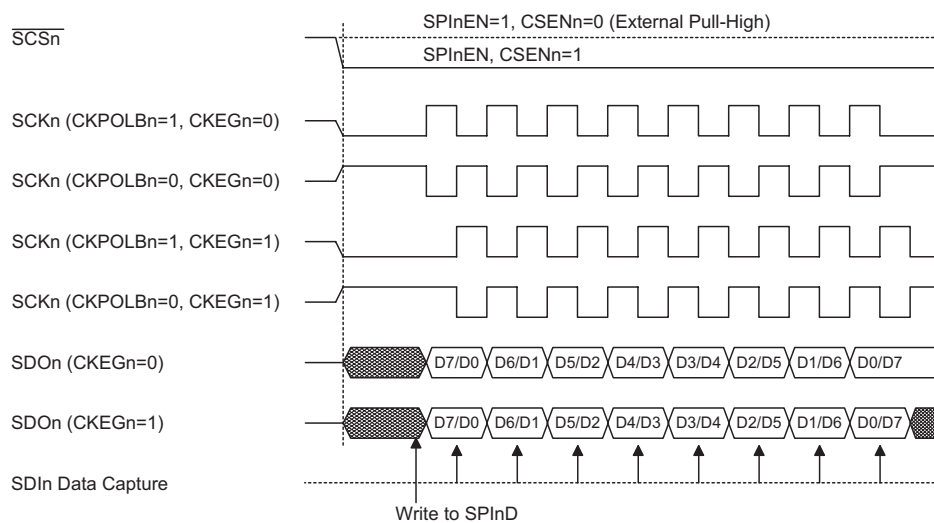 SPInEN=1, CSENn=0 (External Pull-High)
SCSn
SPInEN, CSENn=1
SCKn (CKPOLBn=1, CKEGn=0)
SCKn (CKPOLBn=0, CKEGn=0)
SCKn (CKPOLBn=1, CKEGn=1)
SCKn (CKPOLBn=0, CKEGn=1)
SDOn (CKEGn=0) D7/D0 D6/D1 D5/D2 D4/D3 D3/D4 D2/D5 D1/D6 D0/D7
SDOn (CKEGn=1) D7/D0 D6/D1 D5/D2 D4/D3 D3/D4 D2/D5 D1/D6 D0/D7
SDIn Data Capture
Write to SPInD